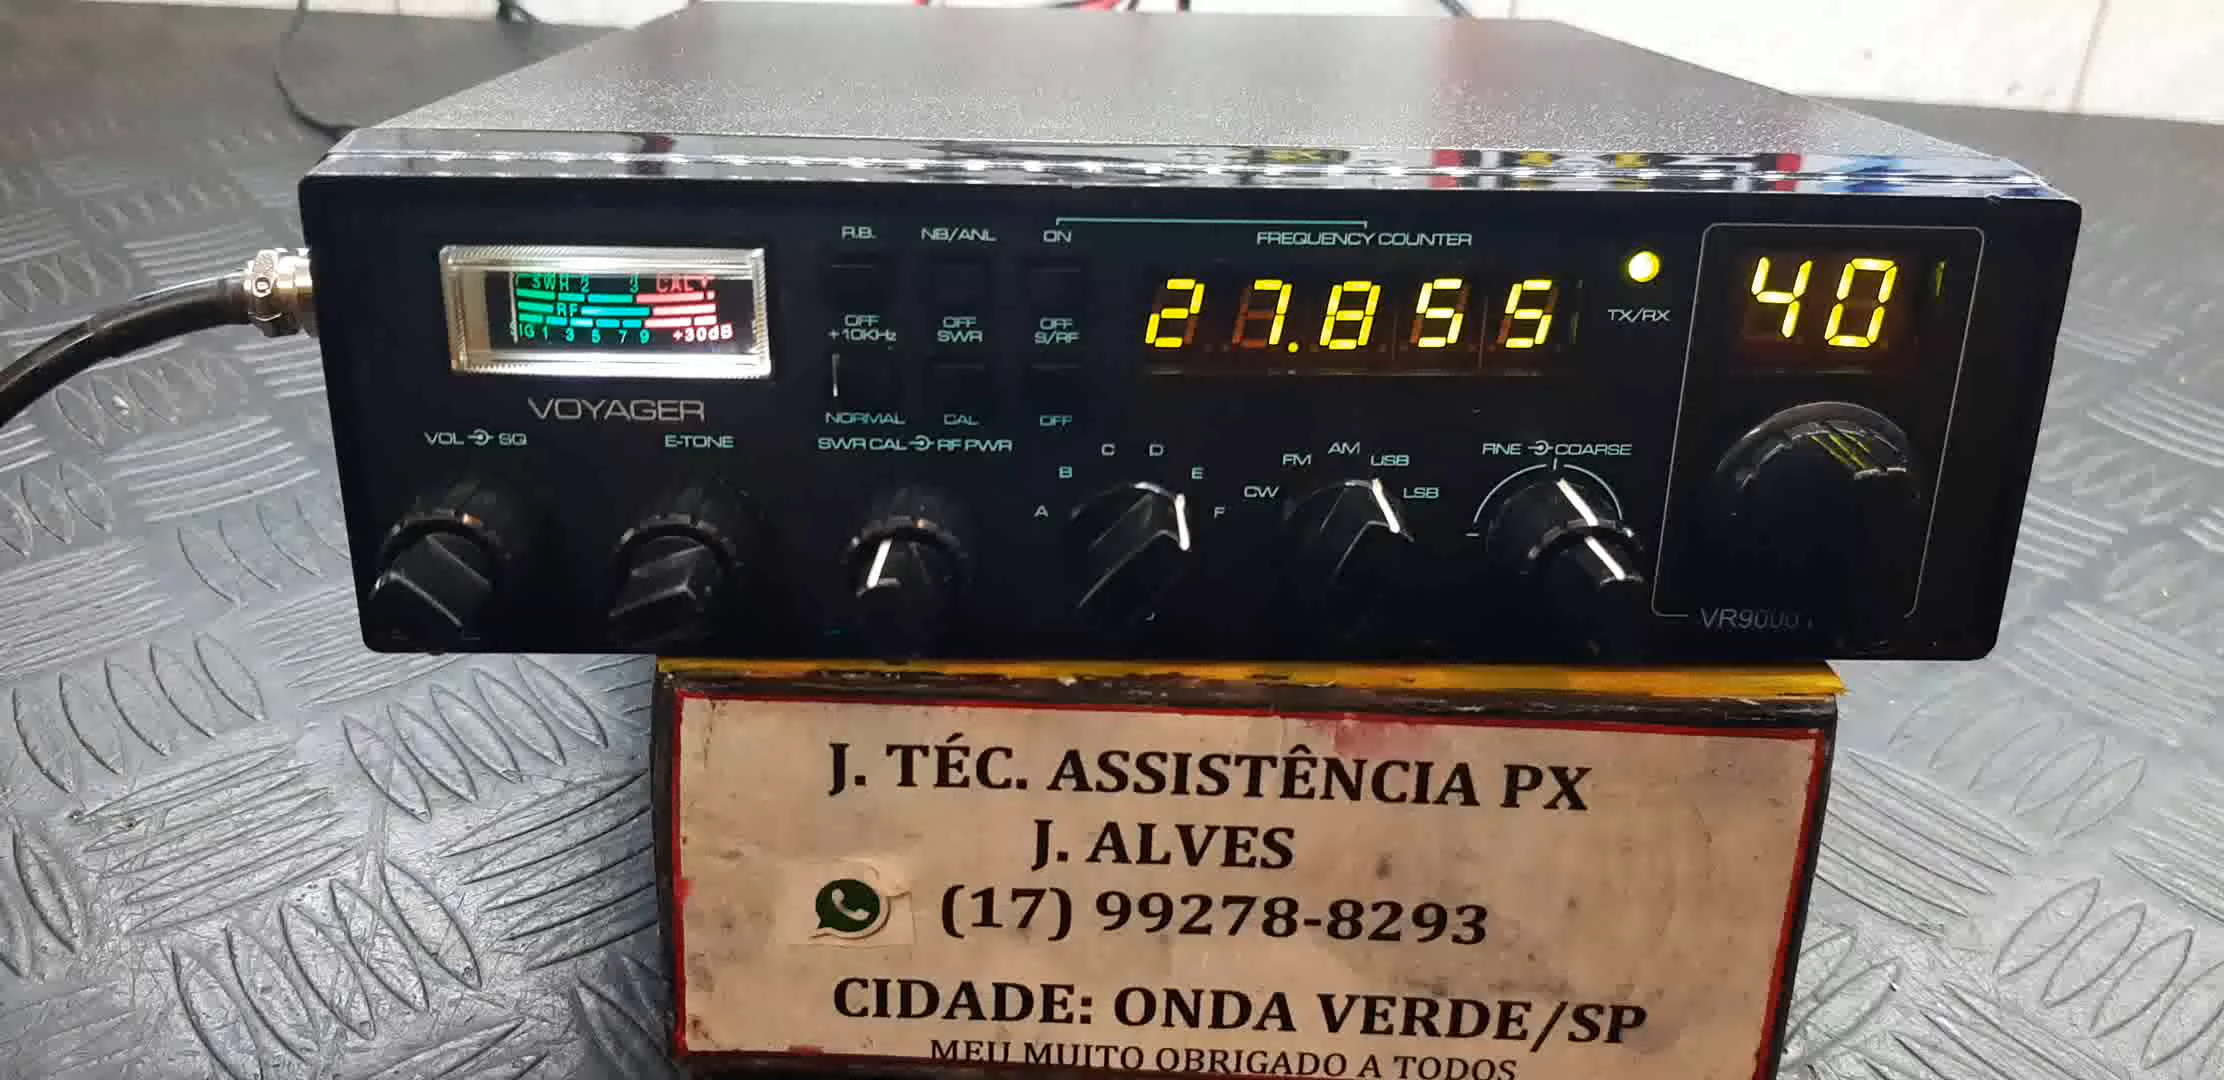 R.B. NB/ANL ON
FREQUENCY COUNTER
SWR 2 3 CAL
RF
1 3 5 7 9 +30dB
27.855
40
TX/RX
OFF OFF OFF
+10KHz SWR S/RF
VOYAGER
NORMAL CAL OFF
VOL SQ
E-TONE
SWR CAL RF PWR
A B C D E F
CW FM AM USB LSB
FINE COARSE
VR9000
J. TÉC. ASSISTÊNCIA PX
J. ALVES
(17) 99278-8293
CIDADE: ONDA VERDE/SP
MEU MUITO OBRIGADO A TODOS